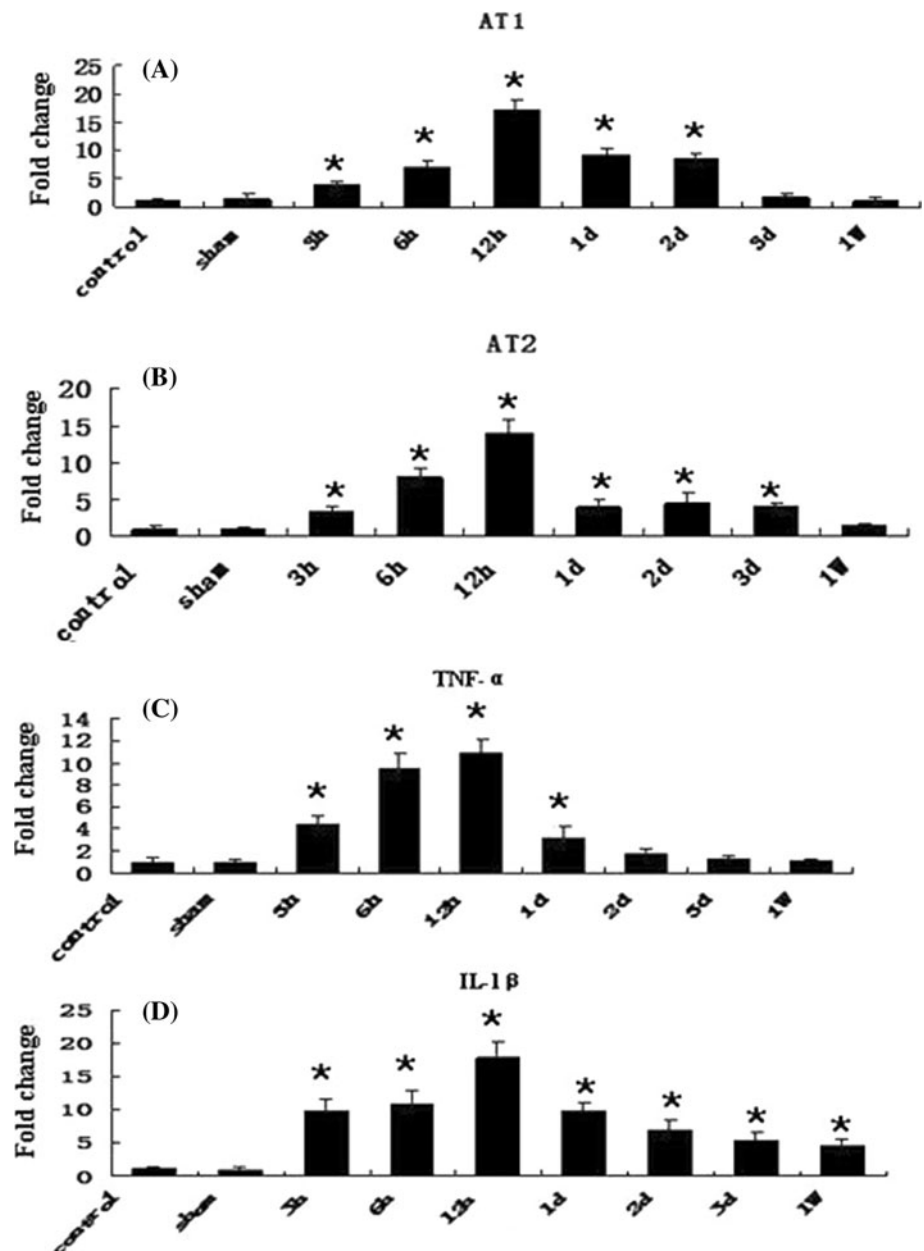 AT1
(A)
Fold change
25
20
15
10
5
0
control
sham
3h
6h
12h
1d
2d
3d
1W
AT2
(B)
Fold change
20
15
10
5
0
control
sham
3h
6h
12h
1d
2d
3d
1W
TNF-α
(C)
Fold change
14
12
10
8
6
4
2
0
control
sham
3h
6h
12h
1d
2d
3d
1W
IL-1β
(D)
Fold change
25
20
15
10
5
0
control
sham
3h
6h
12h
1d
2d
3d
1W